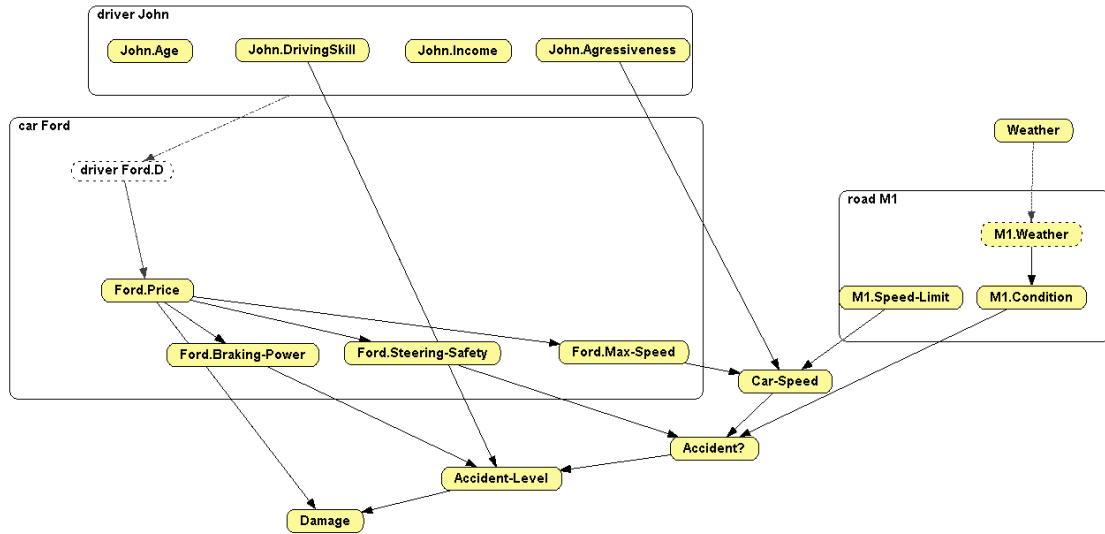 driver John
John.Age
John.DrivingSkill
John.Income
John.Agressiveness
car Ford
Weather
driver Ford.D
road M1
M1.Weather
Ford.Price
M1.Speed-Limit
M1.Condition
Ford.Braking-Power
Ford.Steering-Safety
Ford.Max-Speed
Car-Speed
Accident?
Accident-Level
Damage